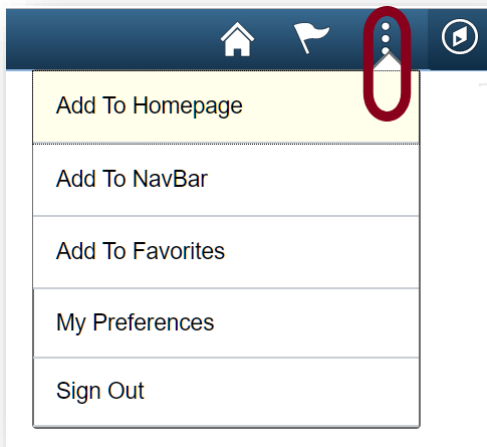 Add To Homepage
Add To NavBar
Add To Favorites
My Preferences
Sign Out